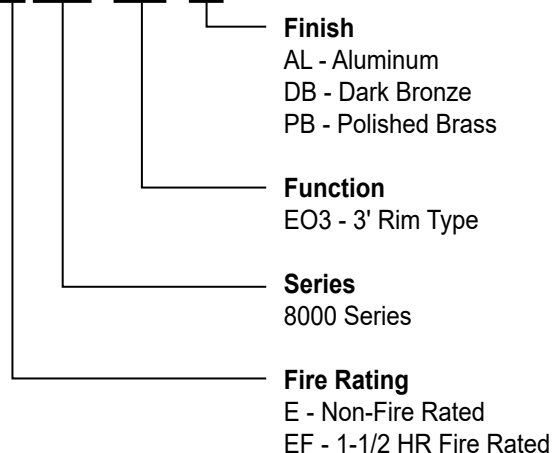 Finish
AL - Aluminum
DB - Dark Bronze
PB - Polished Brass
Function
EO3 - 3' Rim Type
Series
8000 Series
Fire Rating
E - Non-Fire Rated
EF - 1-1/2 HR Fire Rated